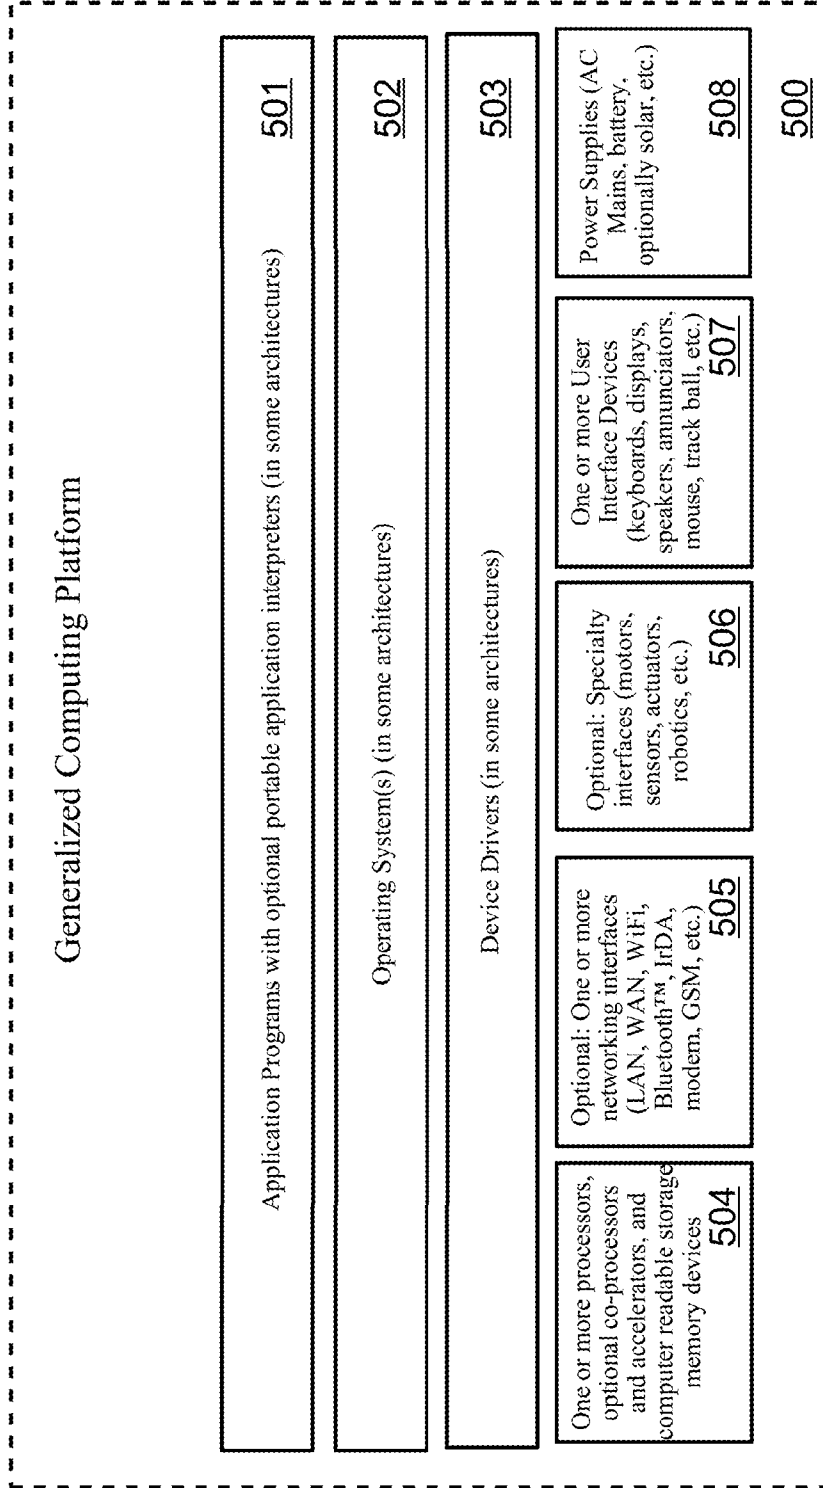 Generalized Computing Platform
Application Programs with optional portable application interpreters (in some architectures)
501
Operating System(s) (in some architectures)
502
Device Drivers (in some architectures)
503
One or more processors,
optional co-processors
and accelerators, and
computer readable storage
memory devices
504
Optional: One or more
networking interfaces
(LAN, WAN, WiFi,
Bluetooth™, IrDA,
modem, GSM, etc.)
505
Optional: Specialty
interfaces (motors,
sensors, actuators,
robotics, etc.)
506
One or more User
Interface Devices
(keyboards, displays,
speakers, annunciators,
mouse, track ball, etc.)
507
Power Supplies (AC
Mains, battery,
optionally solar, etc.)
508
500